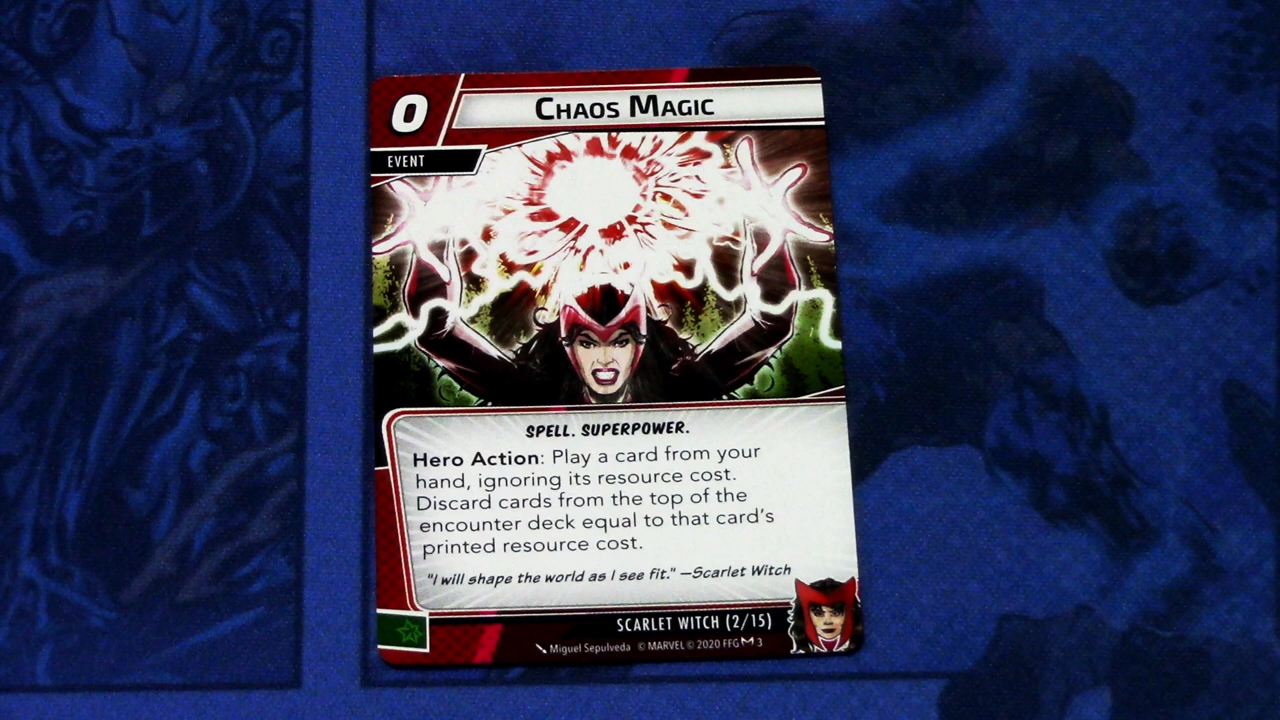 0
CHAOS MAGIC
EVENT
SPELL. SUPERPOWER.
Hero Action: Play a card from your
hand, ignoring its resource cost.
Discard cards from the top of the
encounter deck equal to that card's
printed resource cost.
"I will shape the world as I see fit." —Scarlet Witch
SCARLET WITCH (2/15)
Miguel Sepulveda © MARVEL © 2020 FFG 3